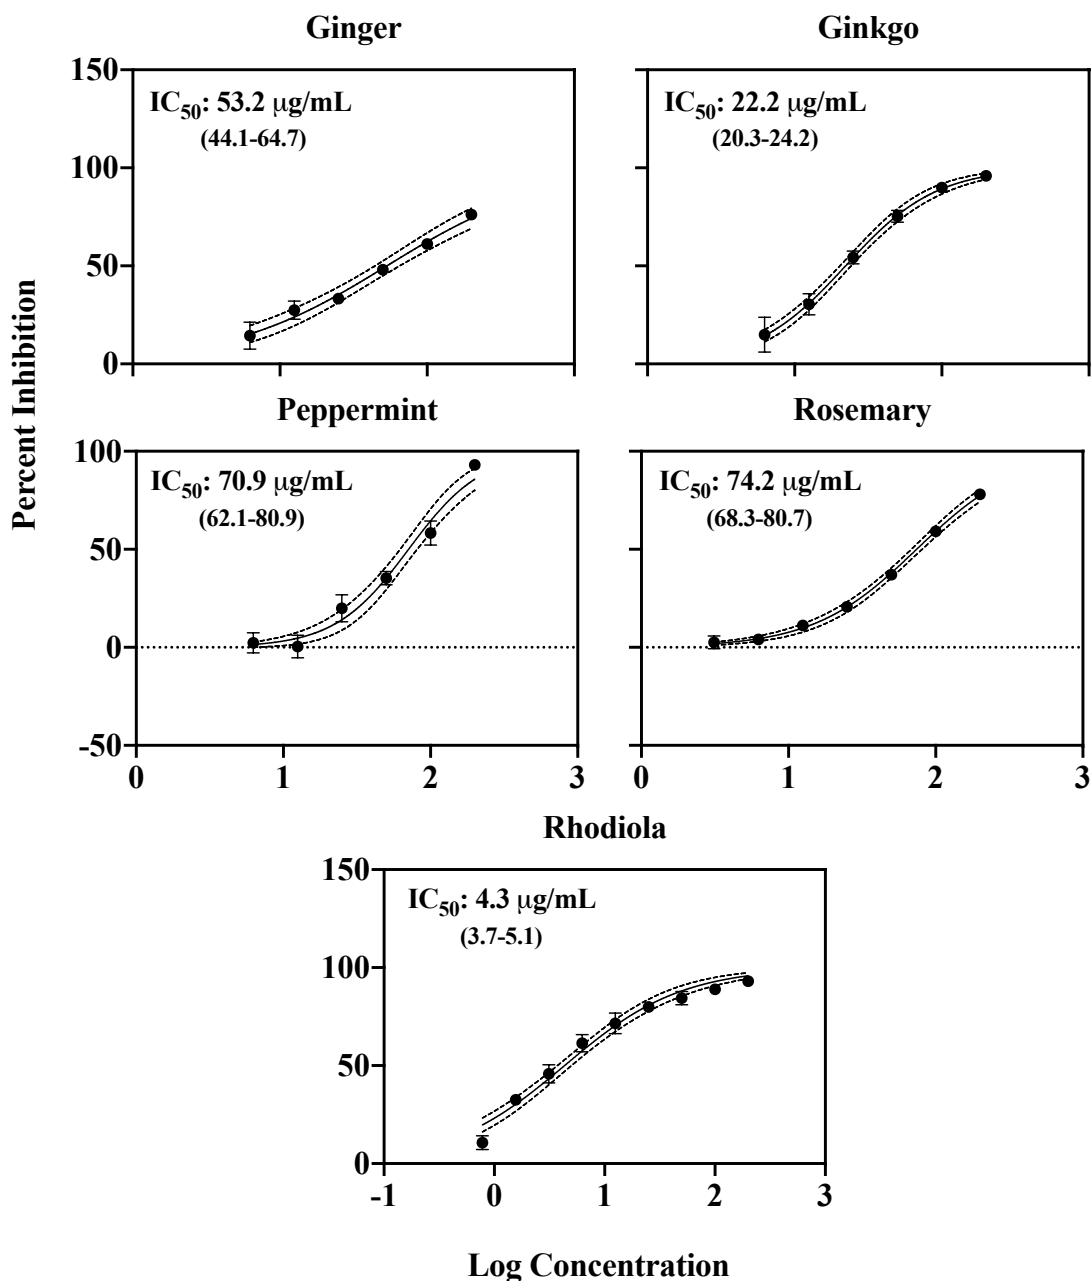 Ginger
Ginkgo
Percent Inhibition
150
100
50
0
IC50: 53.2 μg/mL
(44.1-64.7)
IC50: 22.2 μg/mL
(20.3-24.2)
Peppermint
Rosemary
100
50
0
-50
IC50: 70.9 μg/mL
(62.1-80.9)
IC50: 74.2 μg/mL
(68.3-80.7)
0 1 2 3
0 1 2 3
Rhodiola
150
100
50
0
IC50: 4.3 μg/mL
(3.7-5.1)
-1 0 1 2 3
Log Concentration